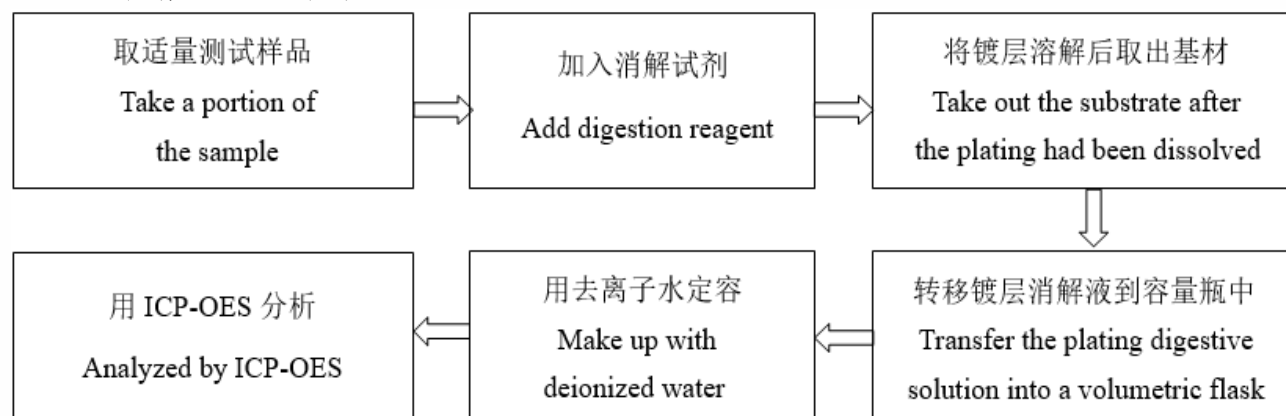 取适量测试样品
Take a portion of
the sample
加入消解试剂
Add digestion reagent
将镀层溶解后取出基材
Take out the substrate after
the plating had been dissolved
转移镀层消解液到容量瓶中
Transfer the plating digestive
solution into a volumetric flask
用去离子水定容
Make up with
deionized water
用 ICP-OES 分析
Analyzed by ICP-OES